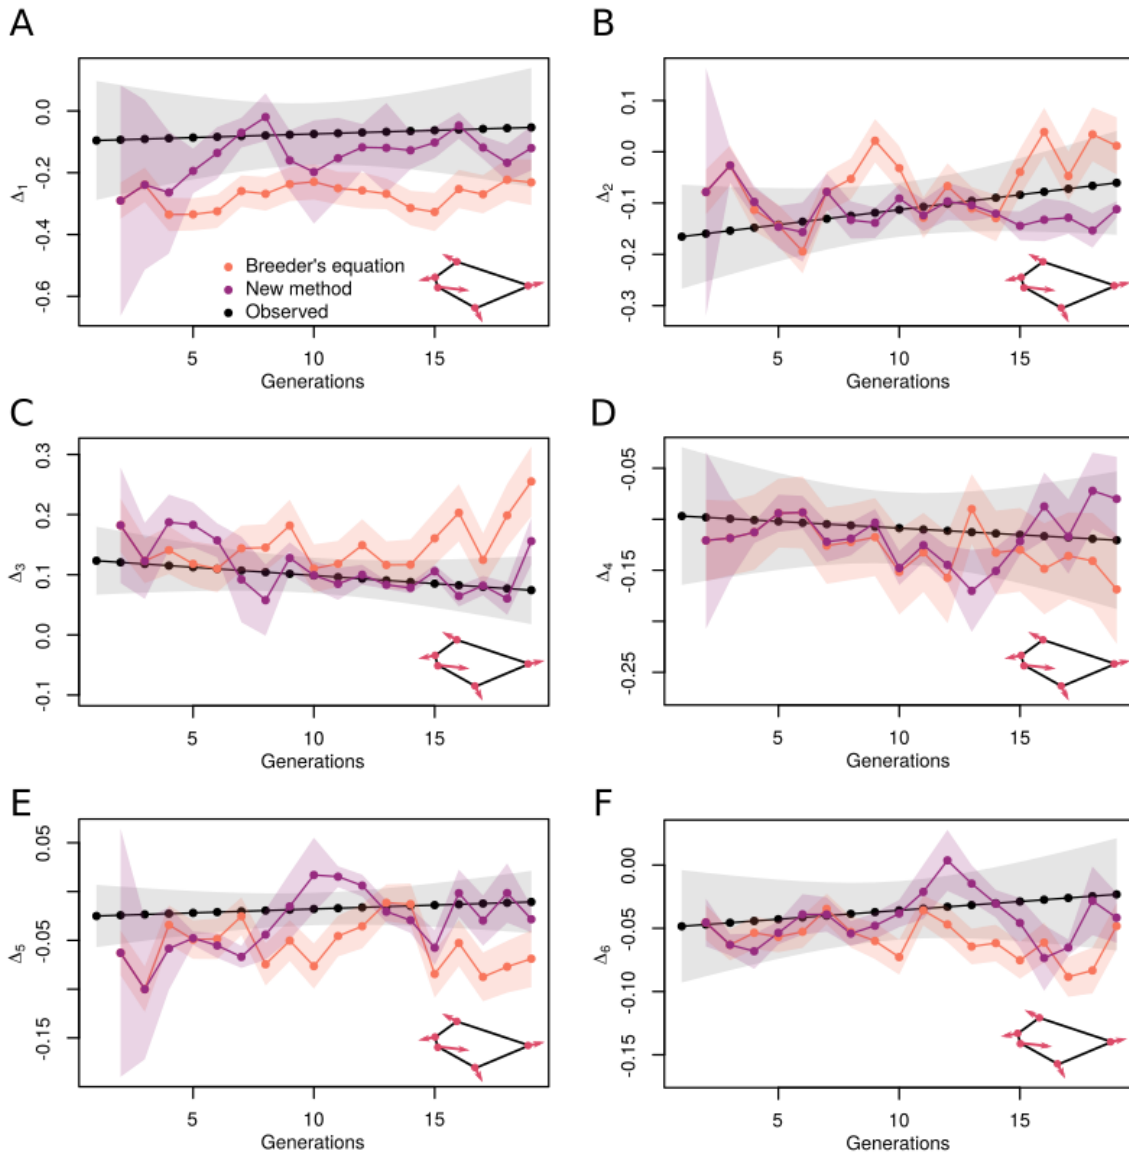 A
Δ1
0.0
-0.2
-0.4
-0.6
Breeder's equation
New method
Observed
5 10 15
Generations
B
Δ2
0.1
0.0
-0.1
-0.2
-0.3
5 10 15
Generations
C
Δ3
0.3
0.2
0.1
0.0
-0.1
5 10 15
Generations
D
Δ4
-0.05
-0.15
-0.25
5 10 15
Generations
E
Δ5
0.05
-0.05
-0.15
5 10 15
Generations
F
Δ6
0.00
-0.05
-0.10
-0.15
5 10 15
Generations